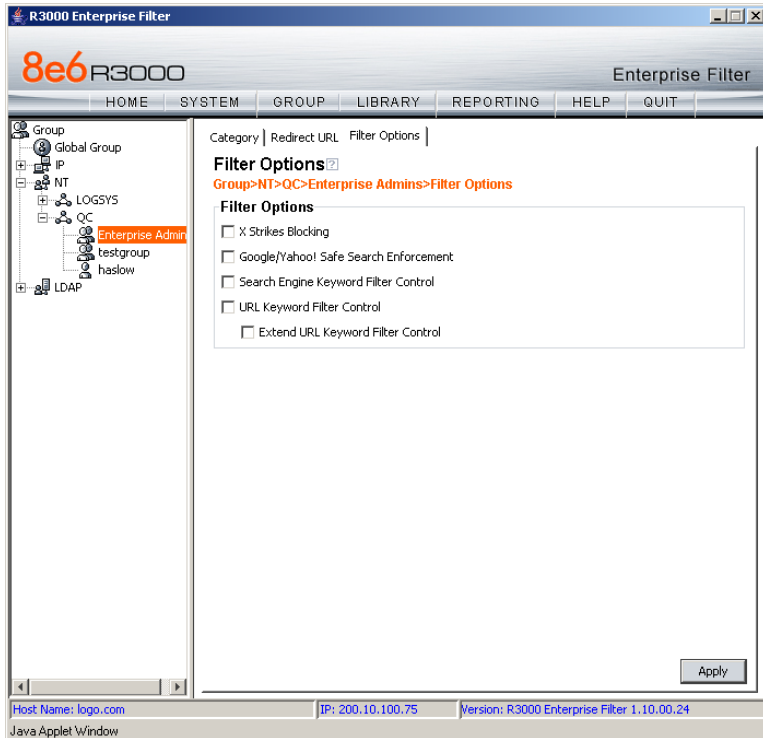 R3000 Enterprise Filter
8e6 R3000
Enterprise Filter
HOME SYSTEM GROUP LIBRARY REPORTING HELP QUIT
Group
Global Group
IP
NT
LOGSYS
QC
Enterprise Admin
testgroup
haslow
LDAP
Category Redirect URL Filter Options
Filter Options ?
Group>NT>QC>Enterprise Admins>Filter Options
Filter Options
X Strikes Blocking
Google/Yahoo! Safe Search Enforcement
Search Engine Keyword Filter Control
URL Keyword Filter Control
Extend URL Keyword Filter Control
Apply
Host Name: logo.com IP: 200.10.100.75 Version: R3000 Enterprise Filter 1.10.00.24
Java Applet Window